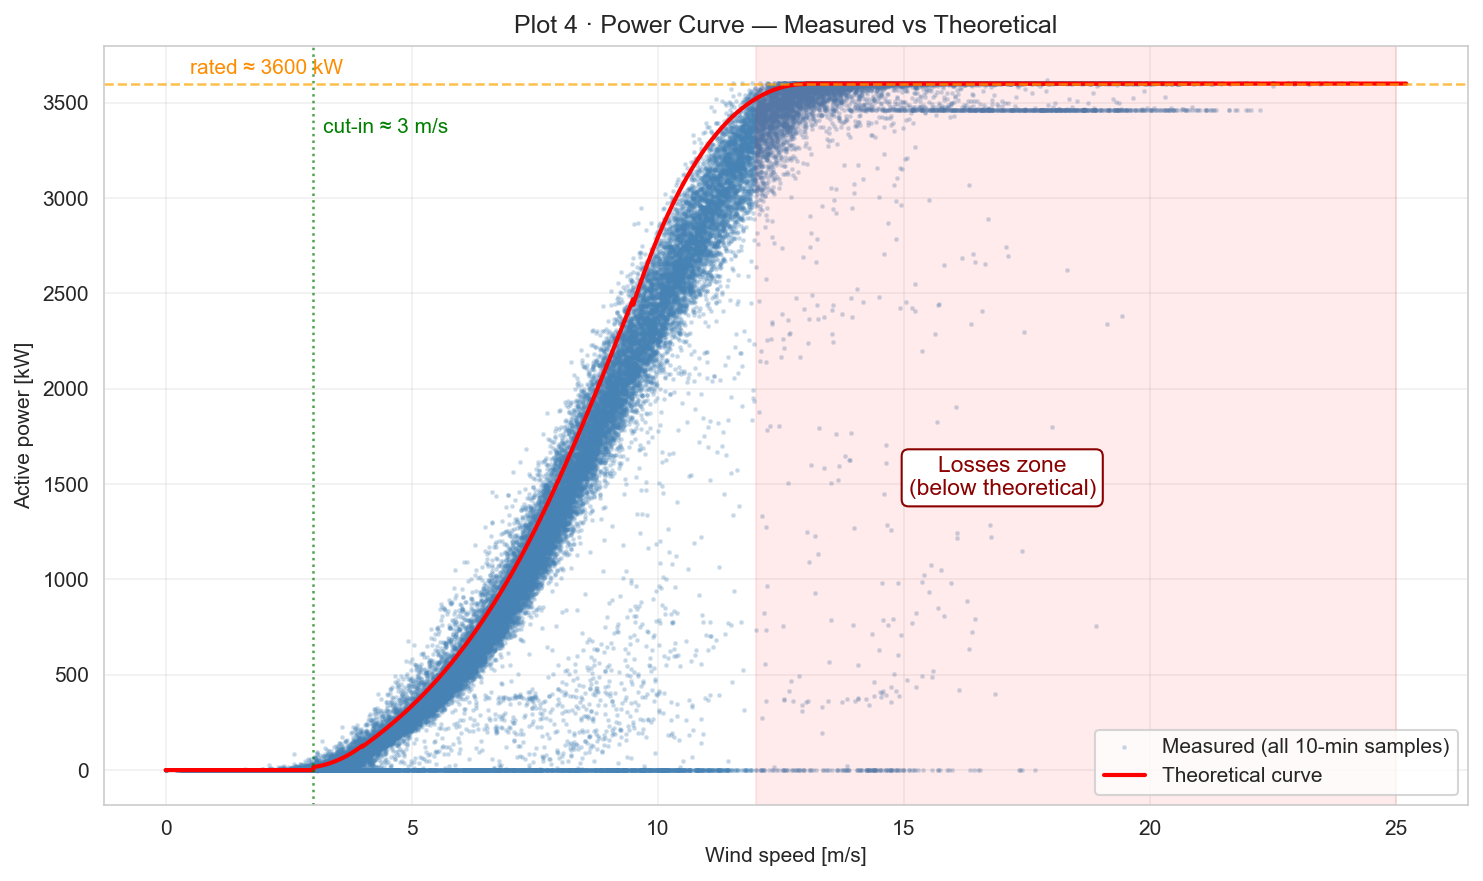 Plot 4 · Power Curve — Measured vs Theoretical
rated ≈ 3600 kW
cut-in ≈ 3 m/s
Losses zone
(below theoretical)
Measured (all 10-min samples)
Theoretical curve
Active power [kW]
3500
3000
2500
2000
1500
1000
500
0
0
5
10
15
20
25
Wind speed [m/s]